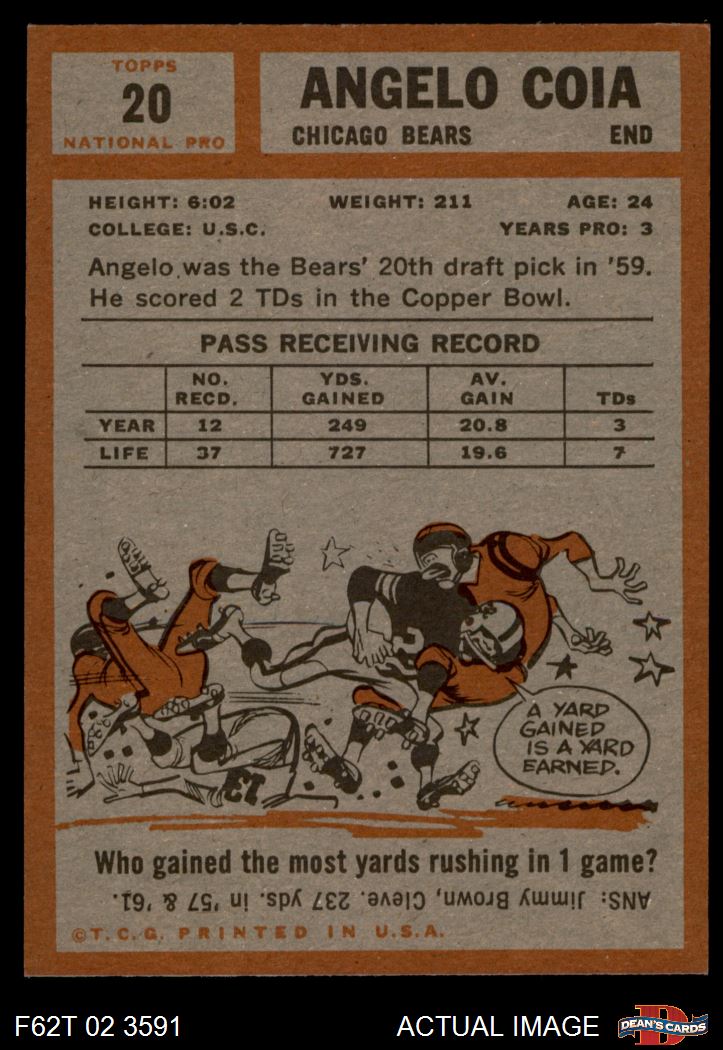 TOPPS
20
NATIONAL PRO
ANGELO COIA
CHICAGO BEARS END
HEIGHT: 6:02 WEIGHT: 211 AGE: 24
COLLEGE: U.S.C. YEARS PRO: 3
Angelo was the Bears' 20th draft pick in '59.
He scored 2 TDs in the Copper Bowl.
PASS RECEIVING RECORD
NO. RECD. YDS. GAINED AV. GAIN TDs
YEAR 12 249 20.8 3
LIFE 37 727 19.6 7
A YARD
GAINED
IS A YARD
EARNED.
13
Who gained the most yards rushing in 1 game?
ANS: Jimmy Brown, Cleve. 237 yds. in '57 & '61.
©T.C.G. PRINTED IN U.S.A.
F62T 02 3591 ACTUAL IMAGE DEAN'S CARDS